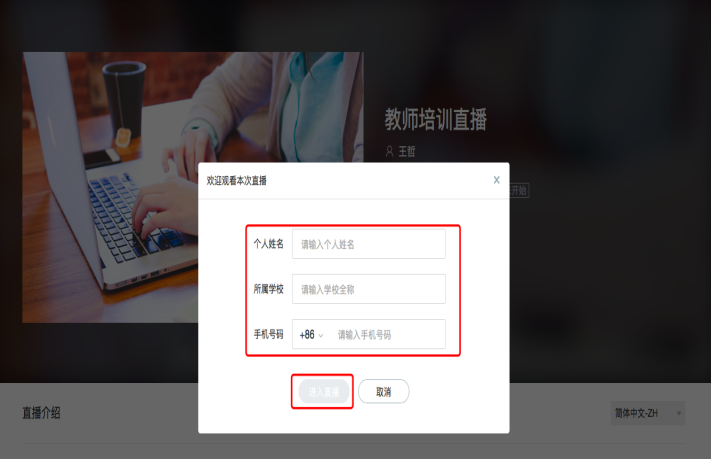 教师培训直播
王哲
开始
欢迎观看本次直播 X
个人姓名 请输入个人姓名
所属学校 请输入学校全称
手机号码 +86 请输入手机号码
进入直播 取消
直播介绍 简体中文-ZH